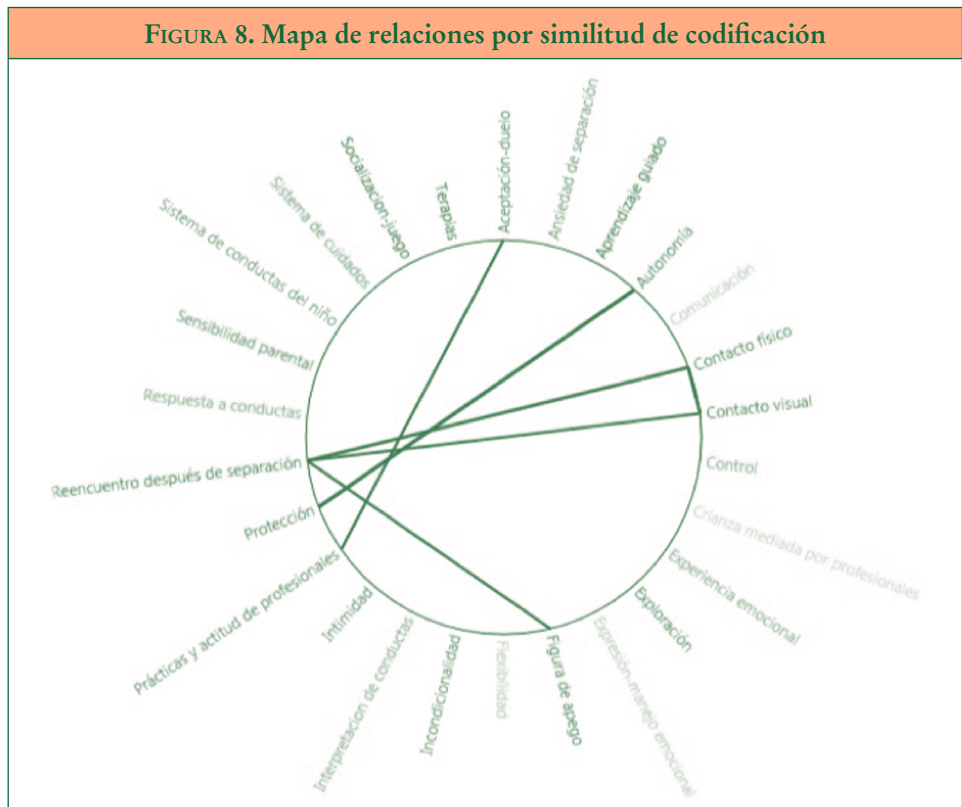 FIGURA 8. Mapa de relaciones por similitud de codificación
Aceptación-duelo
Ansiedad de separación
Aprendizaje guiado
Autonomía
Comunicación
Contacto físico
Contacto visual
Control
Crianza mediada por profesionales
Experiencia emocional
Exploración
Expresión-manejo emocional
Figura de apego
Flexibilidad
Incondicionalidad
Interpretacion de conductas
Intimidad
Prácticas y actitud de profesionales
Protección
Reencuentro después de separación
Respuesta a conductas
Sensibilidad parental
Sistema de conductas del niño
Sistema de cuidados
Socializacion-juego
Terapias